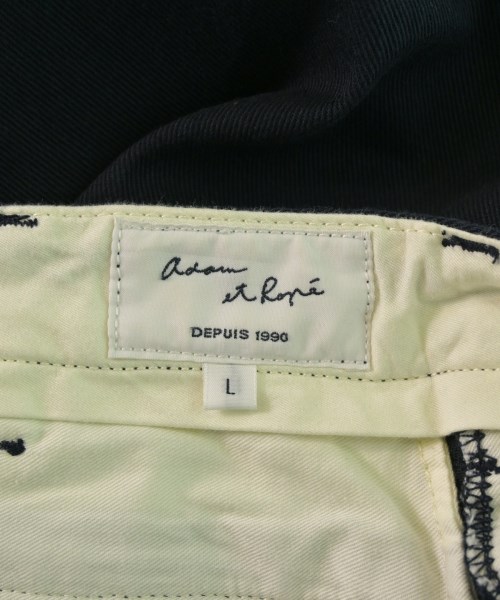 adam
et Ropé
DEPUIS 1990
L